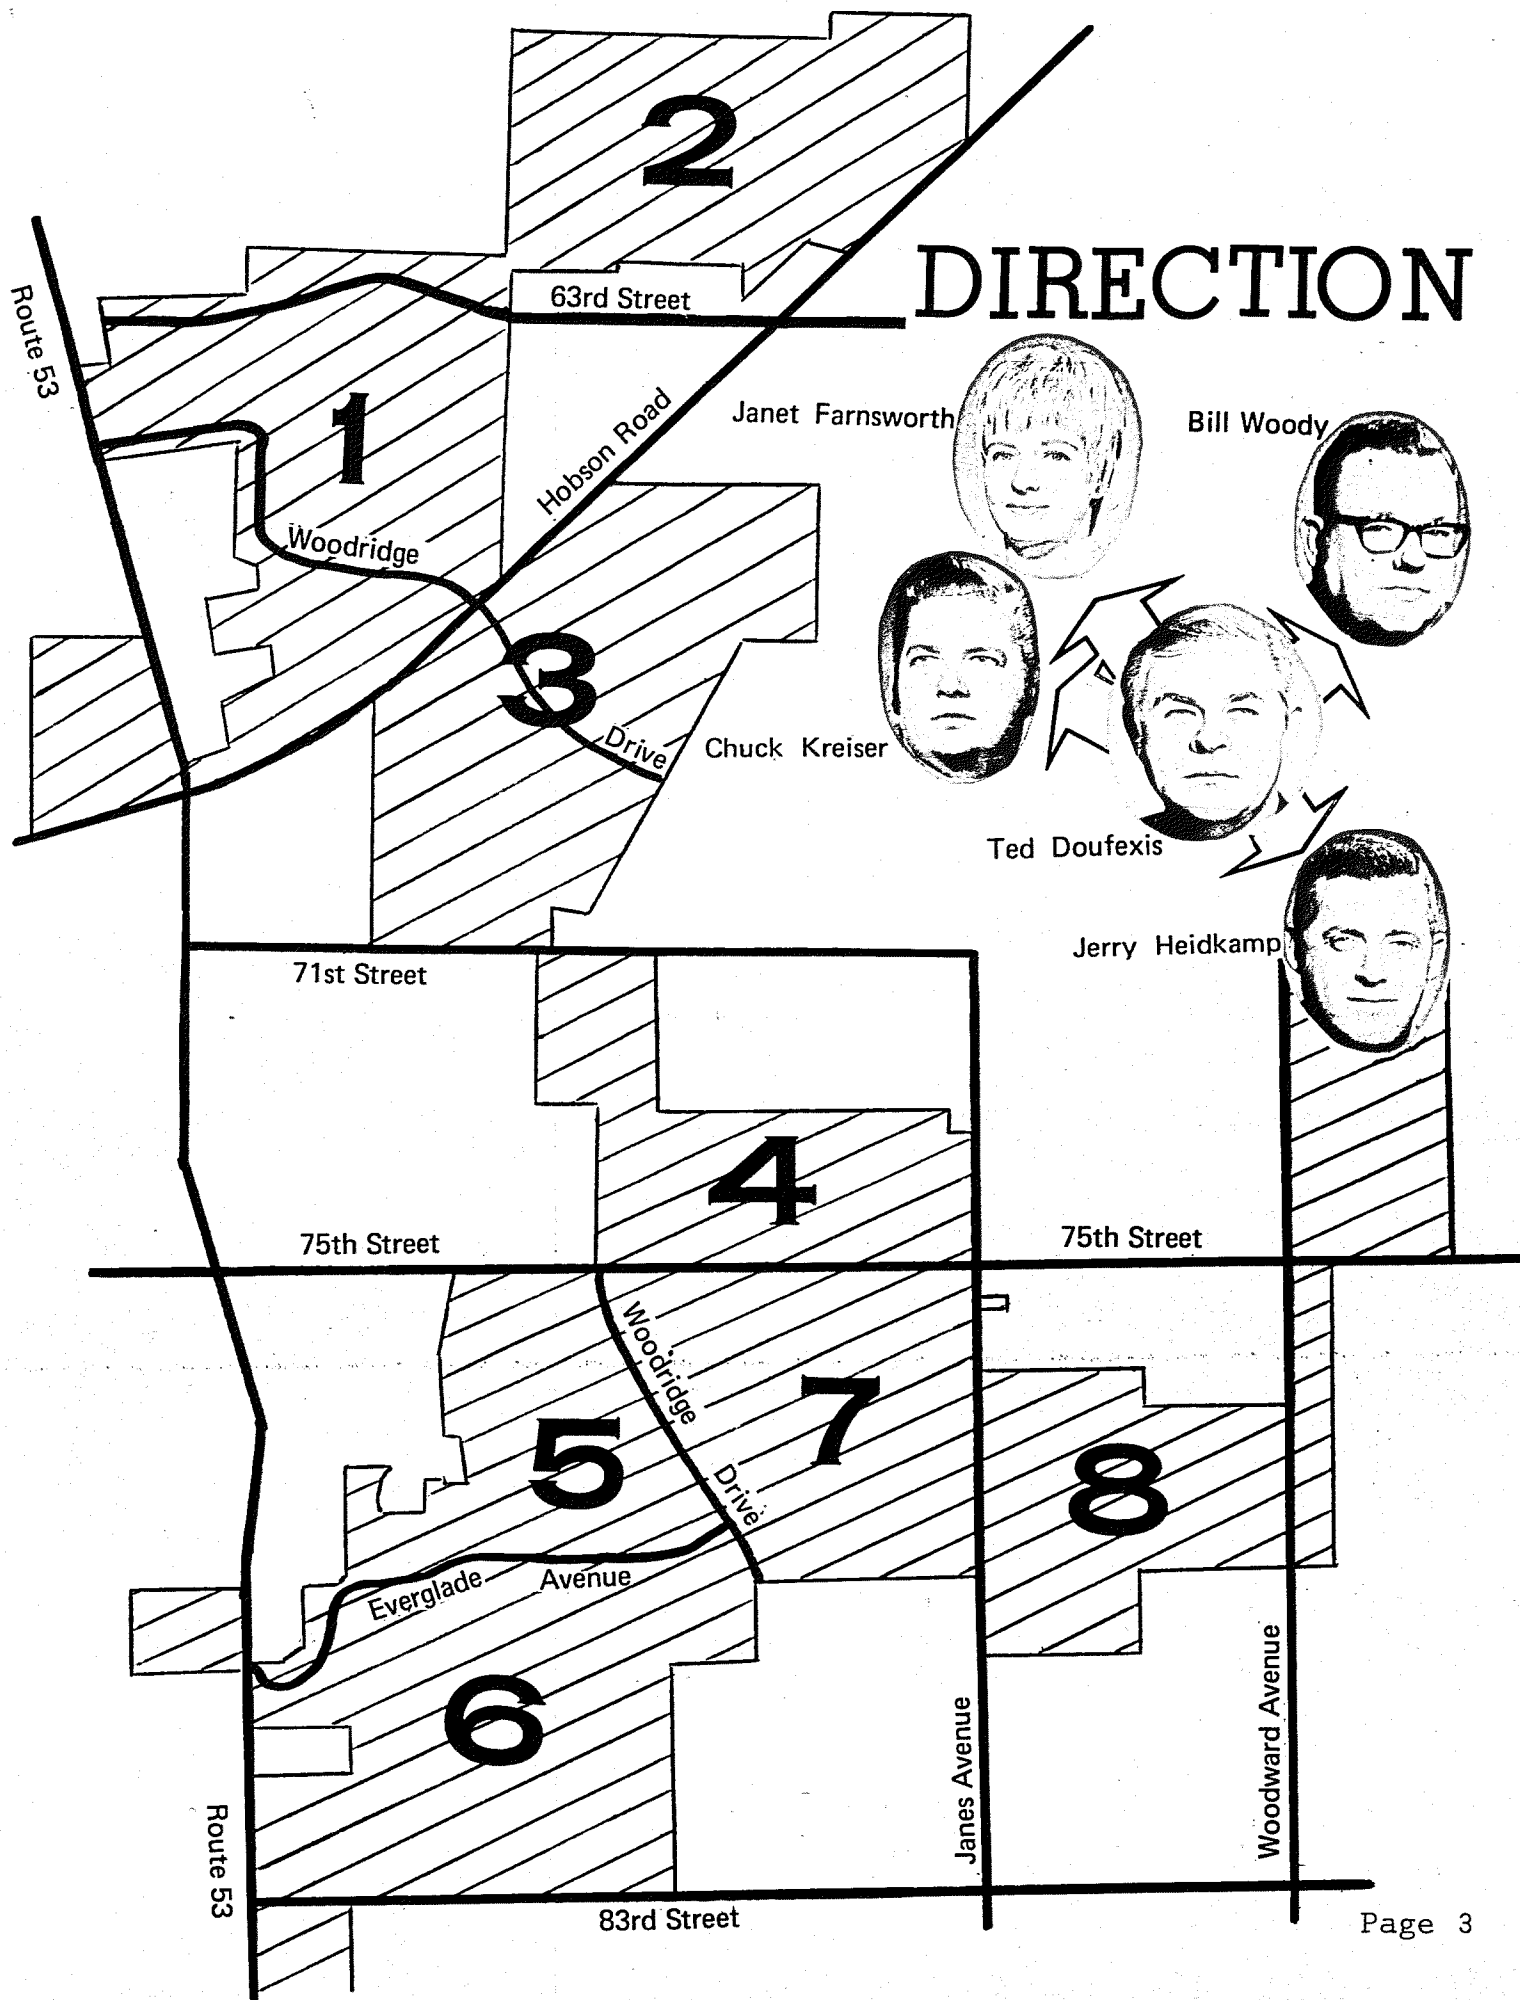 2
DIRECTION
63rd Street
Route 53
Janet Farnsworth
Bill Woody
1
Hobson Road
Woodridge
3
Drive
Chuck Kreiser
Ted Doufexis
Jerry Heidkamp
71st Street
4
75th Street
75th Street
Woodridge
7
5
8
Drive
Everglade Avenue
6
Janes Avenue
Woodward Avenue
Route 53
83rd Street
Page 3